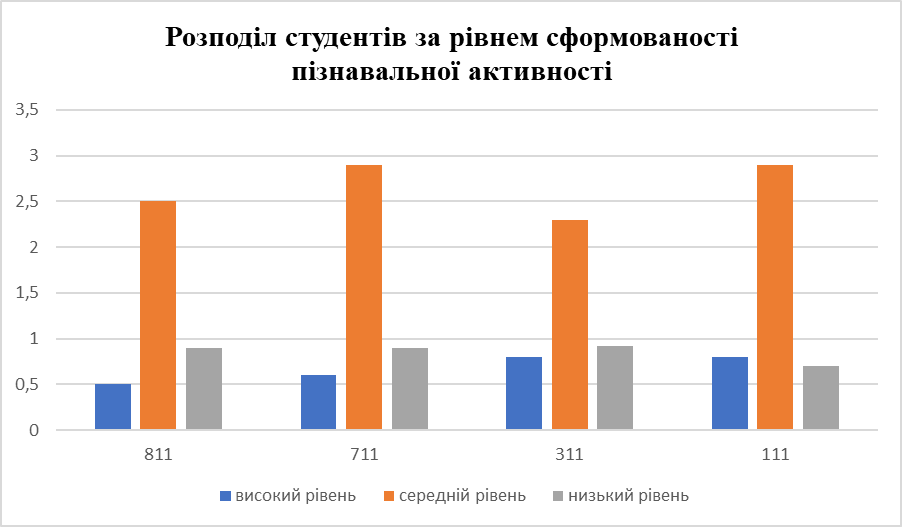 Розподіл студентів за рівнем сформованості
пізнавальної активності
3,5
3
2,5
2
1,5
1
0,5
0
811 711 311 111
високий рівень середній рівень низький рівень